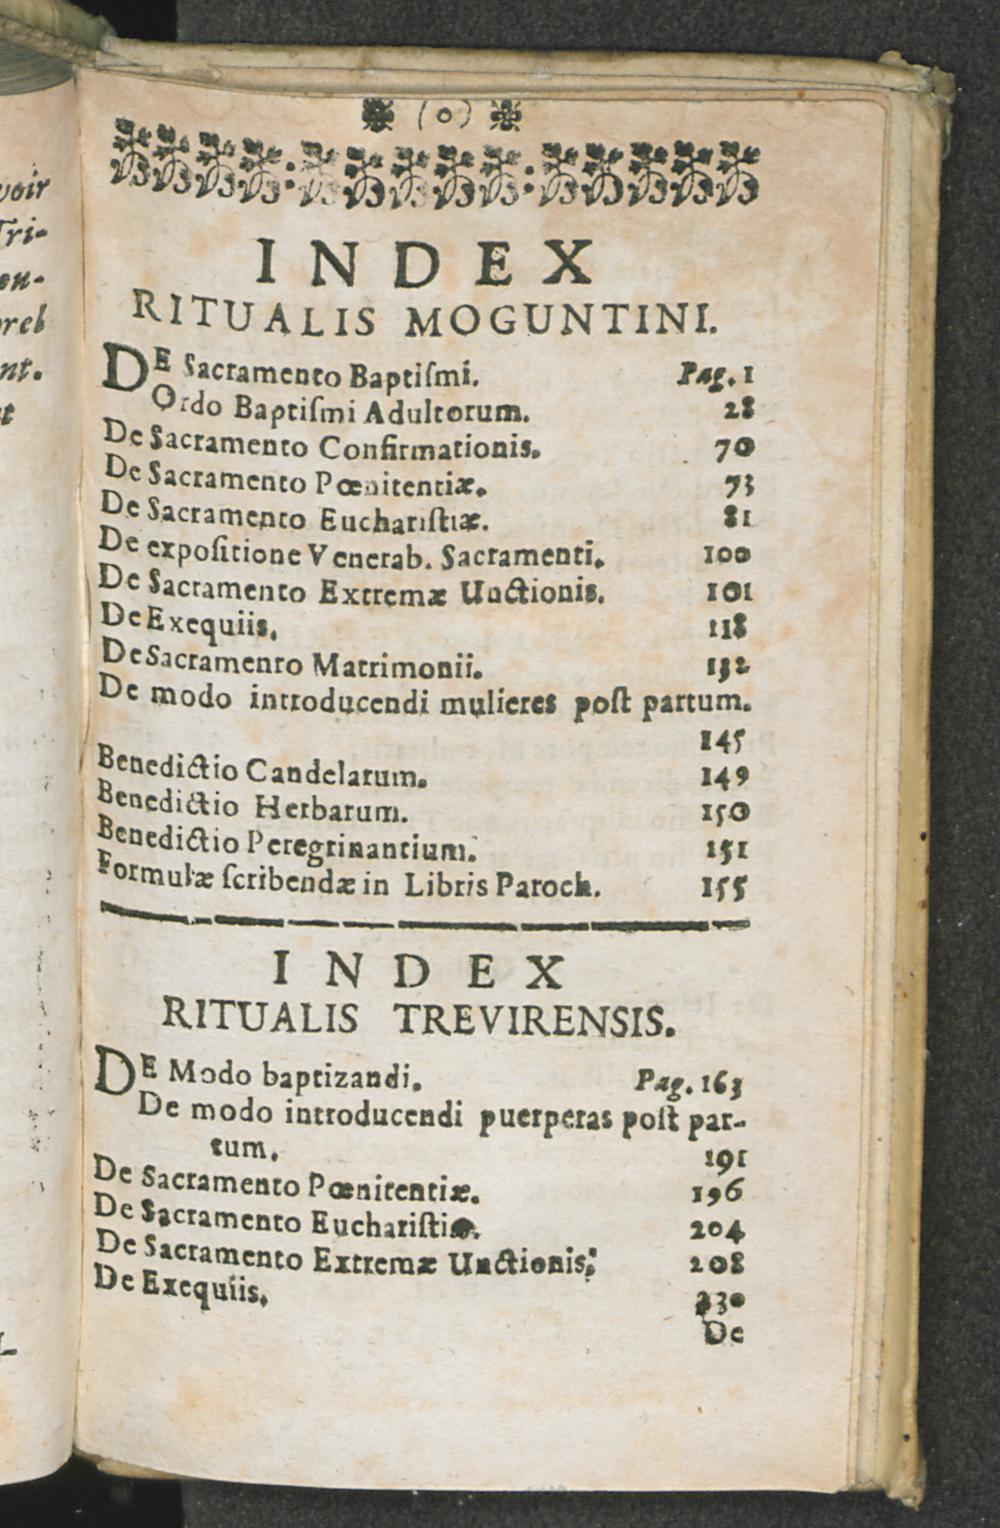 voir
Tri-
en-
nt.
(o)
INDEX
RITUALIS MOGUNTINI.
DE Sacramento Baptiſmi. Pag. 1
Ordo Baptiſmi Adultorum. 28
De Sacramento Confirmationis. 70
De Sacramento Pœnitentiæ. 73
De Sacramento Euchariſtiæ. 81
De expoſitione Venerab. Sacramenti. 100
De Sacramento Extremæ Unctionis. 101
De Exequiis. 118
De Sacramento Matrimonii. 132
De modo introducendi mulieres poſt partum.
145
Benedictio Candelarum. 149
Benedictio Herbarum. 150
Benedictio Peregrinantium. 151
Formulæ ſcribendæ in Libris Paroch. 155
INDEX
RITUALIS TREVIRENSIS.
DE Modo baptizandi. Pag. 163
De modo introducendi puerperas poſt par-
tum. 191
De Sacramento Pœnitentiæ. 196
De Sacramento Euchariſtiæ. 204
De Sacramento Extremæ Unctionis. 208
De Exequiis. 230
De